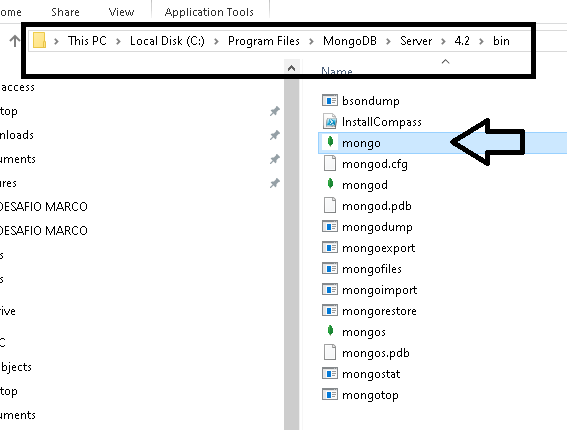 ome Share View Application Tools
This PC Local Disk (C:) Program Files MongoDB Server 4.2 bin
Name
access
top
nloads
uments
ures
DESAFIO MARCO
DESAFIO MARCO
s
rive
C
bjects
top
uments
bsondump
InstallCompass
mongo
mongod.cfg
mongod
mongod.pdb
mongodump
mongoexport
mongofiles
mongoimport
mongorestore
mongos
mongos.pdb
mongostat
mongotop